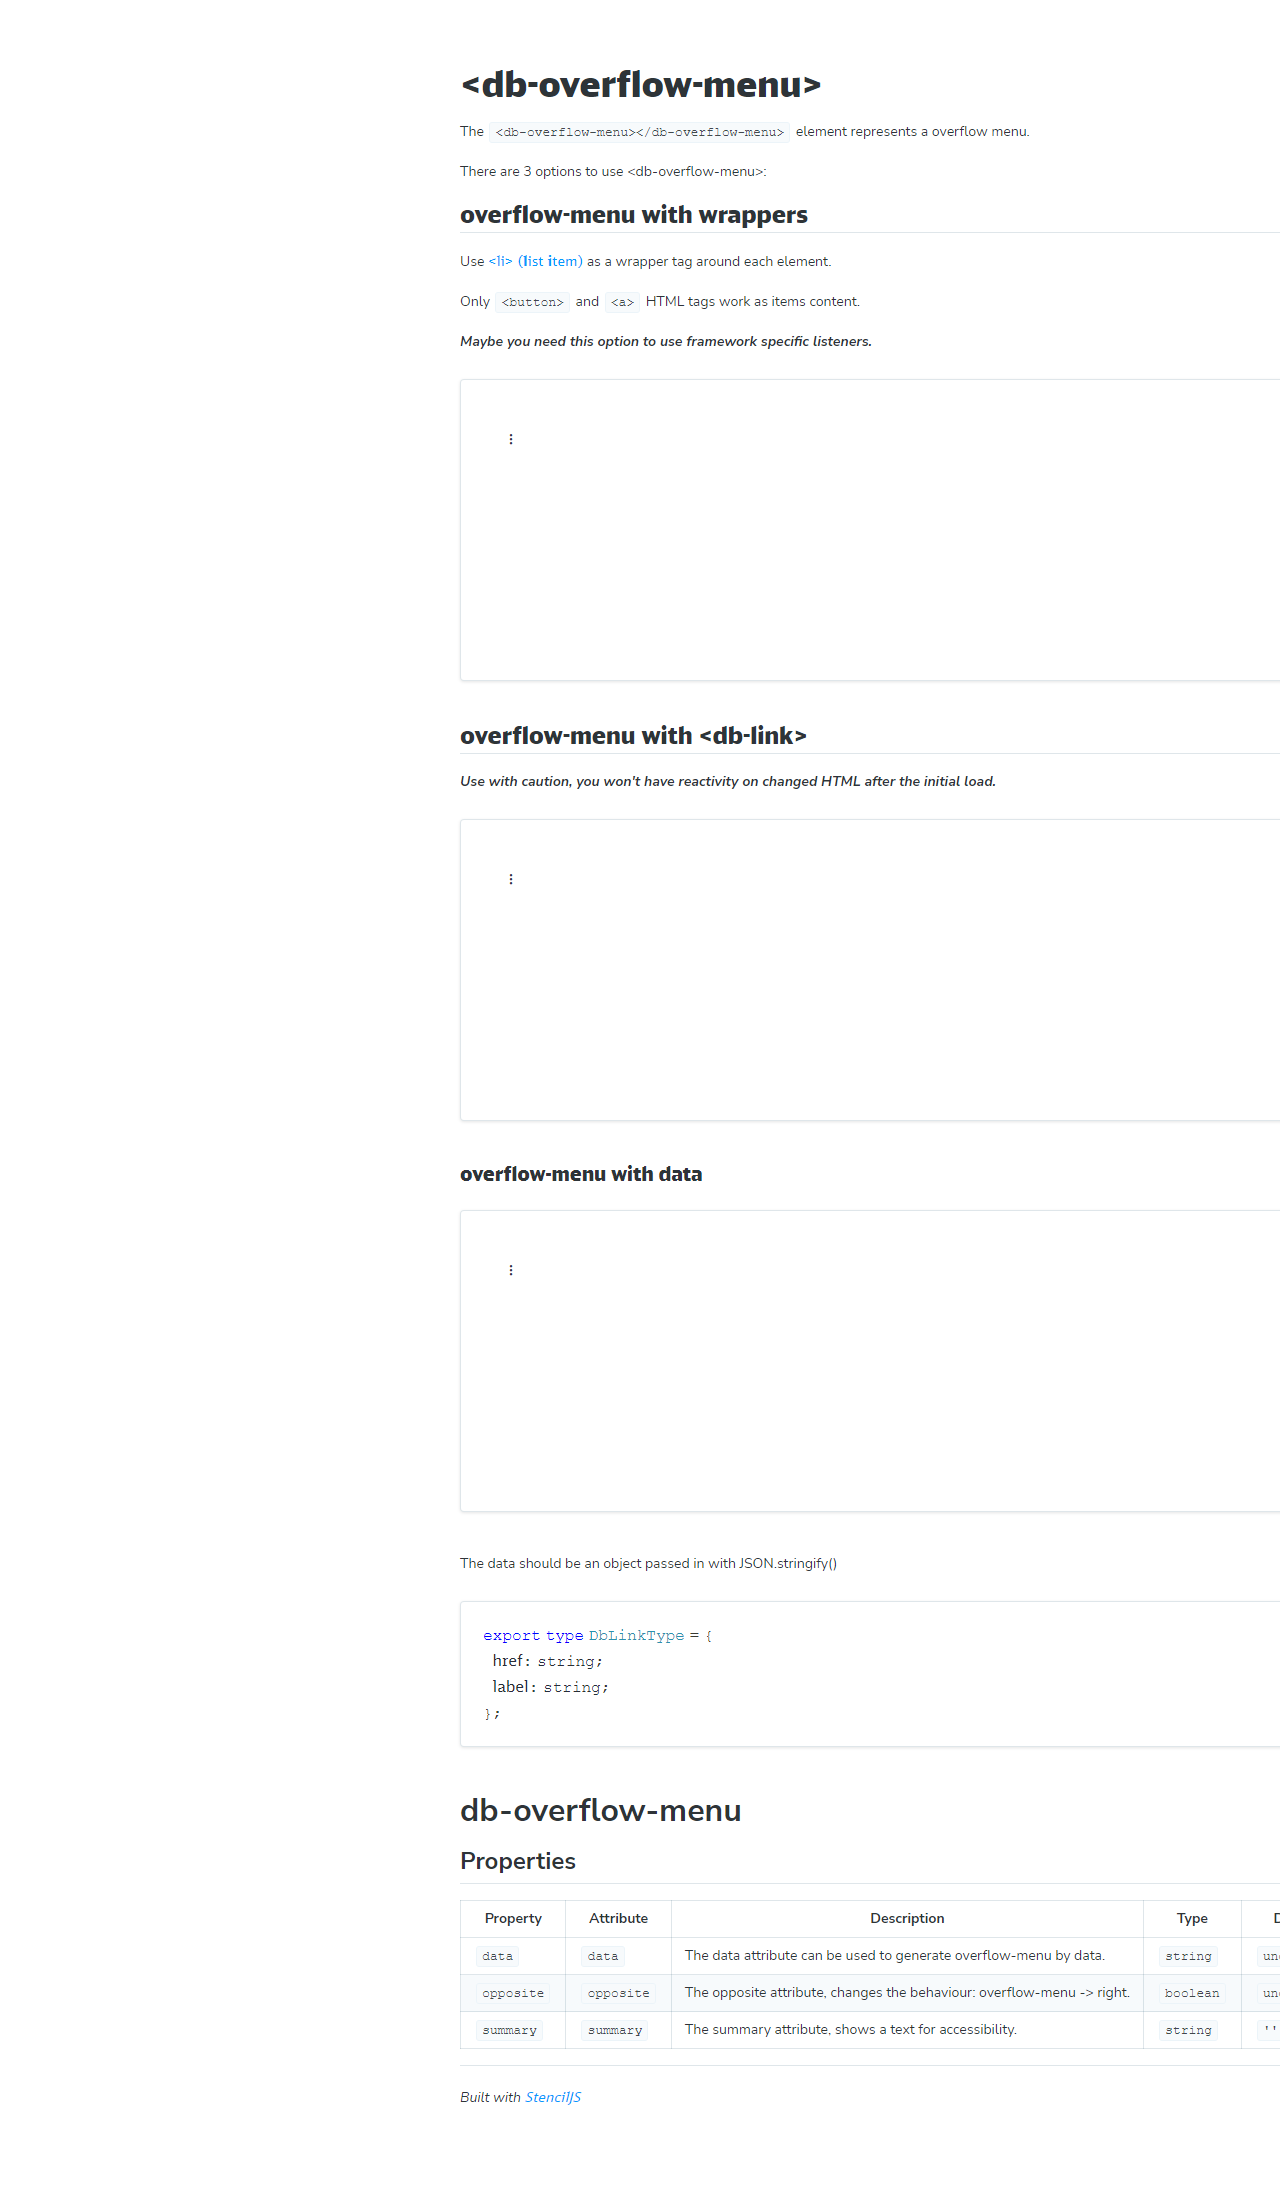 <db-overflow-menu>
The <db-overflow-menu></db-overflow-menu> element represents a overflow menu.
There are 3 options to use <db-overflow-menu>:
overflow-menu with wrappers
Use <li> (list item) as a wrapper tag around each element.
Only <button> and <a> HTML tags work as items content.
Maybe you need this option to use framework specific listeners.
overflow-menu with <db-link>
Use with caution, you won't have reactivity on changed HTML after the initial load.
overflow-menu with data
The data should be an object passed in with JSON.stringify()
export type DbLinkType = {
href: string;
label: string;
};
db-overflow-menu
Properties
Property Attribute Description Type
data data The data attribute can be used to generate overflow-menu by data. string
opposite opposite The opposite attribute, changes the behaviour: overflow-menu -> right. boolean
summary summary The summary attribute, shows a text for accessibility. string ''
Built with StencilJS